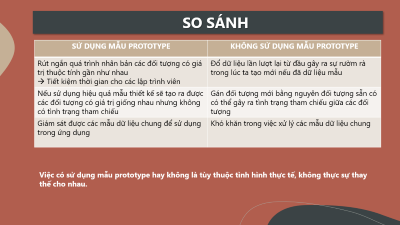 SO SÁNH
SỬ DỤNG MẪU PROTOTYPE
KHÔNG SỬ DỤNG MẪU PROTOTYPE
Rút ngắn quá trình nhân bản các đối tượng có giá
trị thuộc tính gần như nhau
→ Tiết kiệm thời gian cho các lập trình viên
Đổ dữ liệu lần lượt lại từ đầu gây ra sự rườm rà
trong lúc ta tạo mới nếu đã dữ liệu mẫu
Nếu sử dụng hiệu quả mẫu thiết kế sẽ tạo ra được
các đối tượng có giá trị giống nhau nhưng không
có tình trạng tham chiếu
Gán đối tượng mới bằng nguyên đối tượng sẵn có
có thể gây ra tình trạng tham chiếu giữa các đối
tượng
Giám sát được các mẫu dữ liệu chung để sử dụng
trong ứng dụng
Khó khăn trong việc xử lý các mẫu dữ liệu chung
Việc có sử dụng mẫu prototype hay không là tùy thuộc tình hình thực tế, không thực sự thay
thế cho nhau.